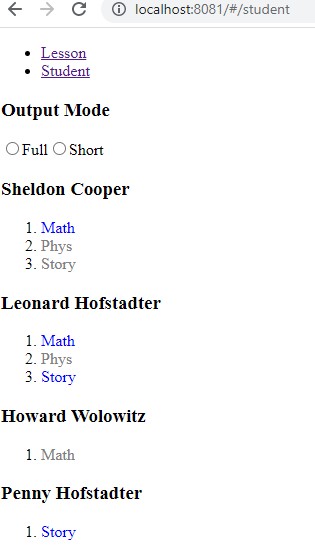 localhost:8081/#/student
Lesson
Student
Output Mode
Full Short
Sheldon Cooper
1. Math
2. Phys
3. Story
Leonard Hofstadter
1. Math
2. Phys
3. Story
Howard Wolowitz
1. Math
Penny Hofstadter
1. Story